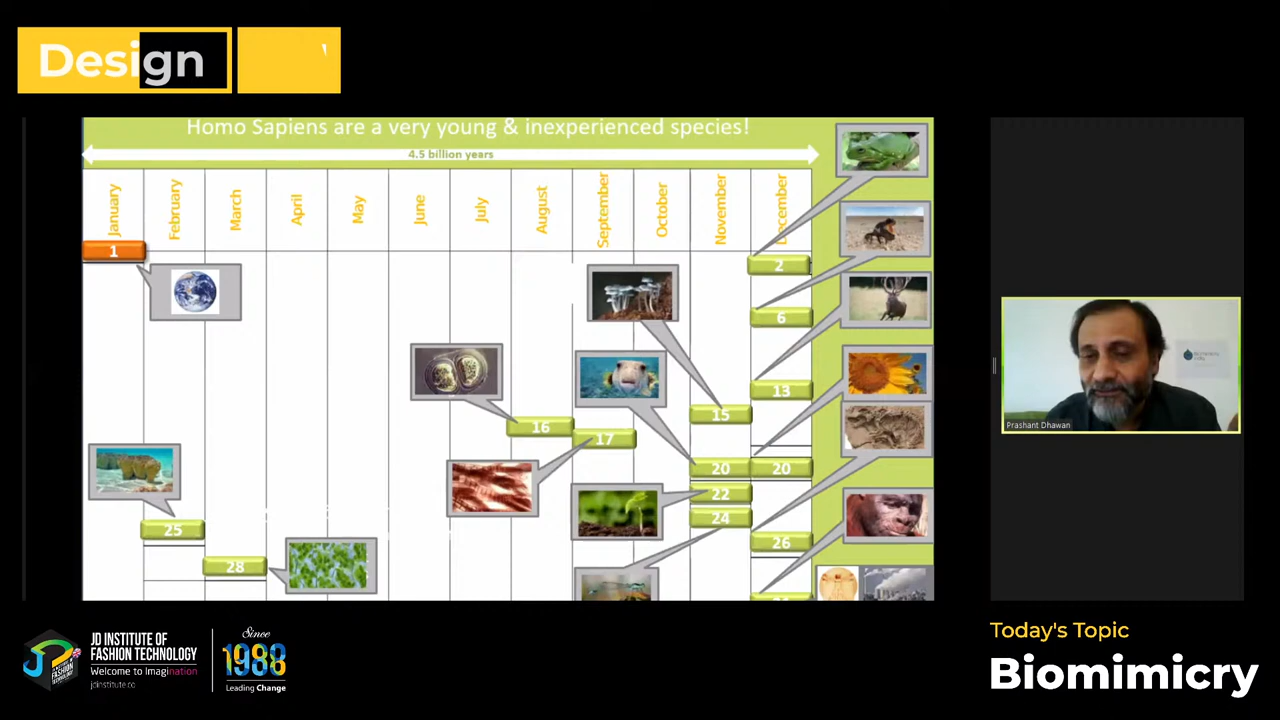 Design
Homo Sapiens are a very young & inexperienced species!
4.5 billion years
January
February
March
April
May
June
July
August
September
October
November
December
1
2
6
13
15
16
17
20
20
22
24
25
26
28
Prashant Dhawan
JD INSTITUTE OF
FASHION TECHNOLOGY
Welcome to Imagination
jdinstitute.co
Since
1988
Leading Change
Today's Topic
Biomimicry